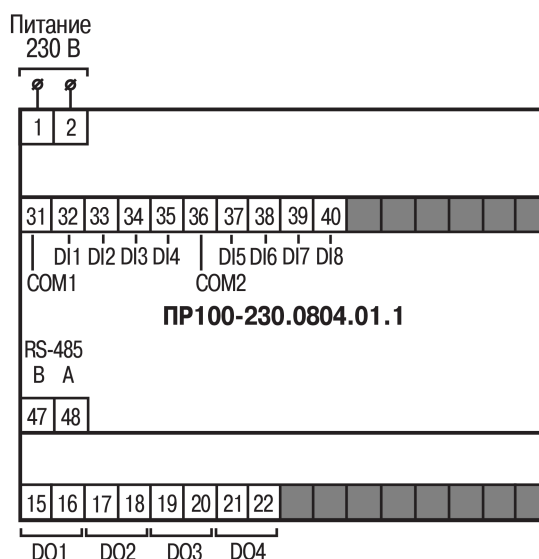 Питание
230 В
1 2
31 32 33 34 35 36 37 38 39 40
DI1 DI2 DI3 DI4 DI5 DI6 DI7 DI8
COM1 COM2
ПР100-230.0804.01.1
RS-485
B A
47 48
15 16 17 18 19 20 21 22
DO1 DO2 DO3 DO4